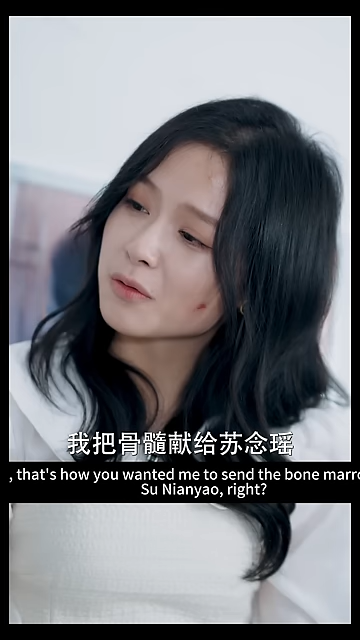 我把骨髓献给苏念瑶
, that's how you wanted me to send the bone marro
Su Nianyao, right?